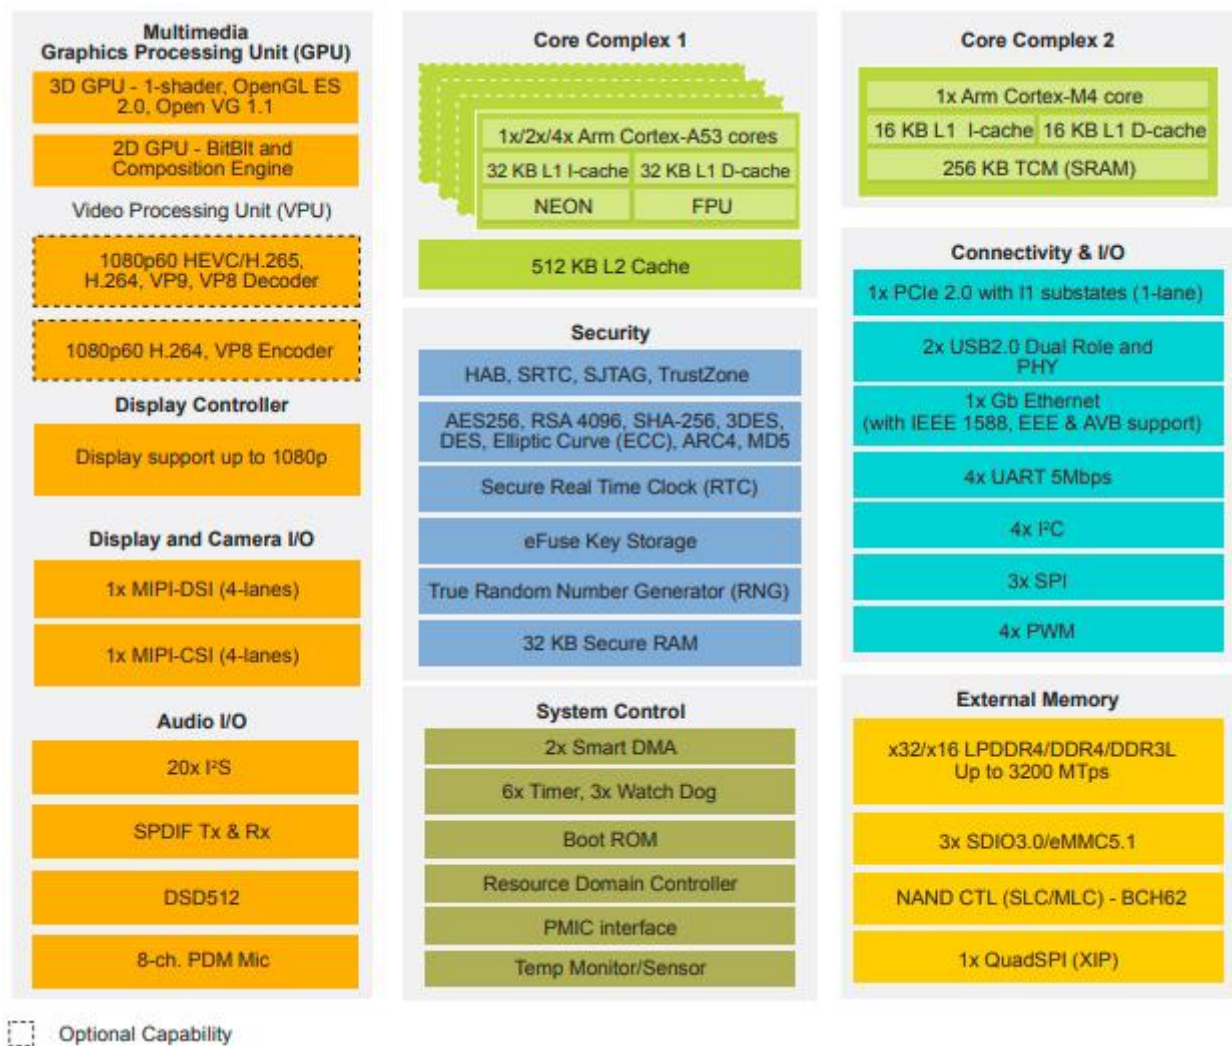 Multimedia
Graphics Processing Unit (GPU)
3D GPU - 1-shader, OpenGL ES
2.0, Open VG 1.1
2D GPU - BitBlt and
Composition Engine
Video Processing Unit (VPU)
1080p60 HEVC/H.265,
H.264, VP9, VP8 Decoder
1080p60 H.264, VP8 Encoder
Display Controller
Display support up to 1080p
Display and Camera I/O
1x MIPI-DSI (4-lanes)
1x MIPI-CSI (4-lanes)
Audio I/O
20x I²S
SPDIF Tx & Rx
DSD512
8-ch. PDM Mic
Core Complex 1
1x/2x/4x Arm Cortex-A53 cores
32 KB L1 I-cache
32 KB L1 D-cache
NEON
FPU
512 KB L2 Cache
Security
HAB, SRTC, SJTAG, TrustZone
AES256, RSA 4096, SHA-256, 3DES,
DES, Elliptic Curve (ECC), ARC4, MD5
Secure Real Time Clock (RTC)
eFuse Key Storage
True Random Number Generator (RNG)
32 KB Secure RAM
System Control
2x Smart DMA
6x Timer, 3x Watch Dog
Boot ROM
Resource Domain Controller
PMIC interface
Temp Monitor/Sensor
Core Complex 2
1x Arm Cortex-M4 core
16 KB L1 I-cache
16 KB L1 D-cache
256 KB TCM (SRAM)
Connectivity & I/O
1x PCIe 2.0 with l1 substates (1-lane)
2x USB2.0 Dual Role and
PHY
1x Gb Ethernet
(with IEEE 1588, EEE & AVB support)
4x UART 5Mbps
4x I²C
3x SPI
4x PWM
External Memory
x32/x16 LPDDR4/DDR4/DDR3L
Up to 3200 MTps
3x SDIO3.0/eMMC5.1
NAND CTL (SLC/MLC) - BCH62
1x QuadSPI (XIP)
Optional Capability